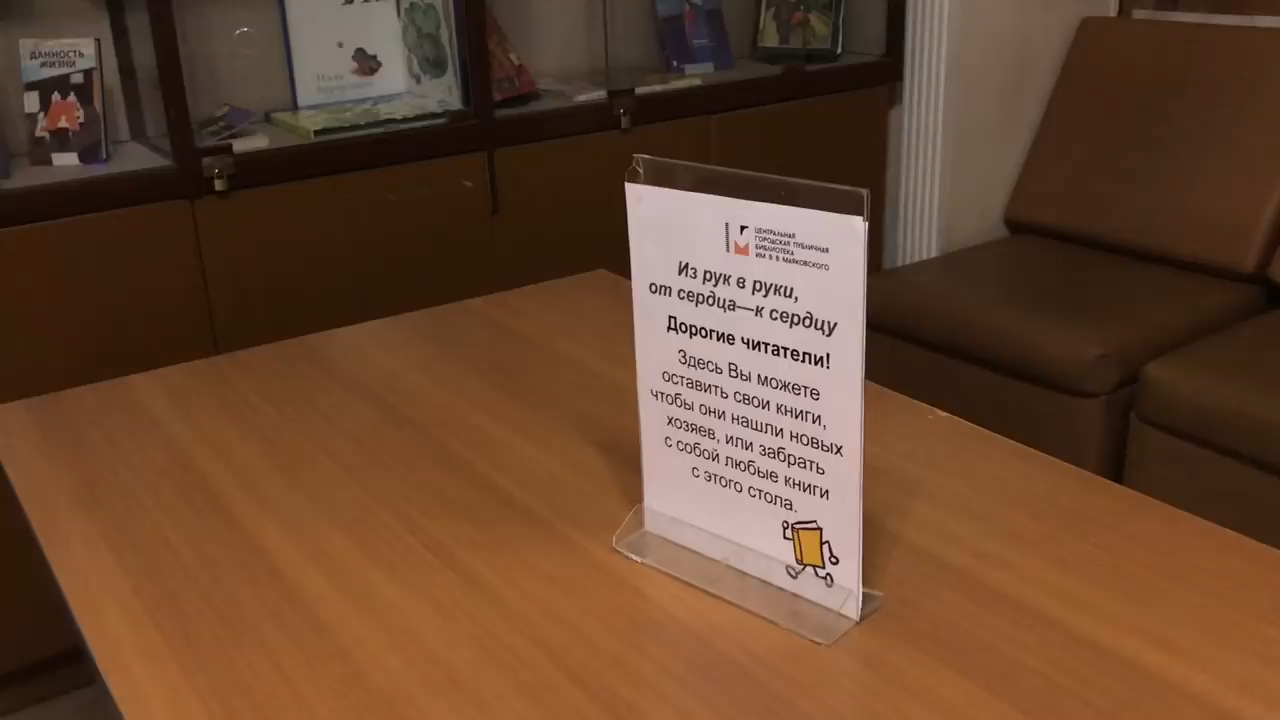 ДАННОСТЬ
ЖИЗНИ
ЦЕНТРАЛЬНАЯ
ГОРОДСКАЯ ПУБЛИЧНАЯ
БИБЛИОТЕКА
ИМ. В. В. МАЯКОВСКОГО
Из рук в руки,
от сердца—к сердцу
Дорогие читатели!
Здесь Вы можете
оставить свои книги,
чтобы они нашли новых
хозяев, или забрать
с собой любые книги
с этого стола.